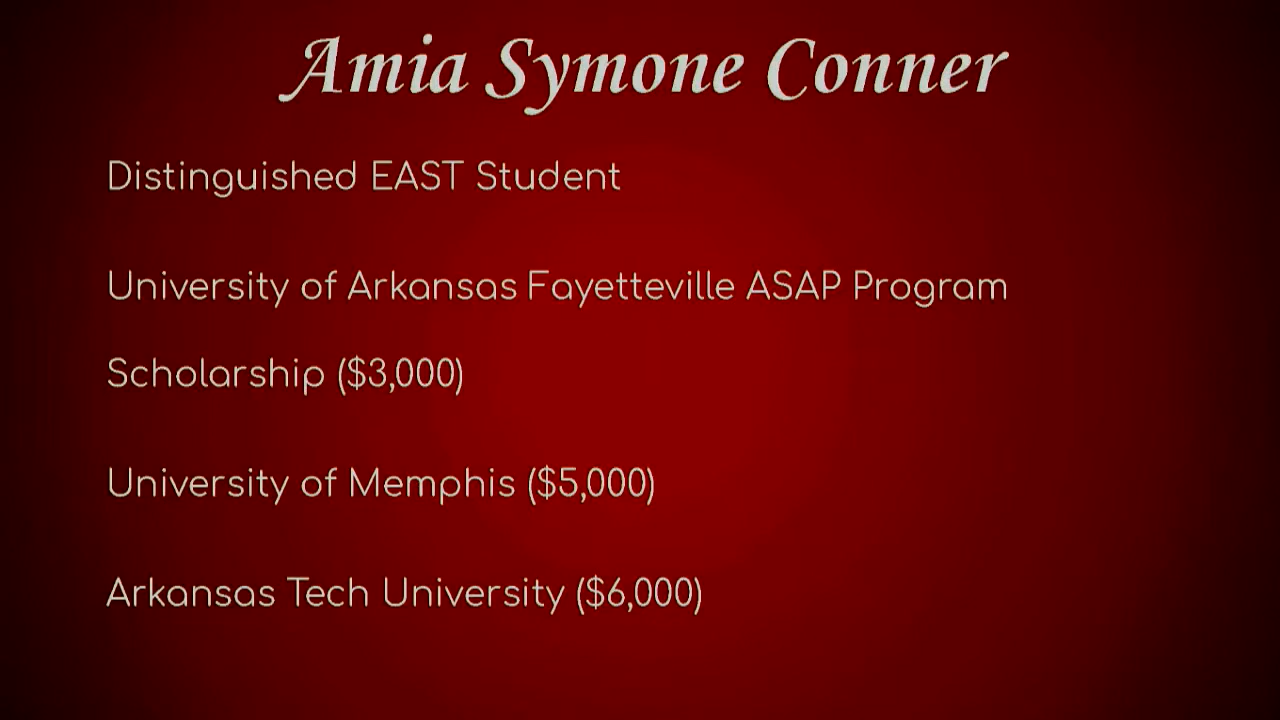 Amia Symone Conner
Distinguished EAST Student
University of Arkansas Fayetteville ASAP Program
Scholarship ($3,000)
University of Memphis ($5,000)
Arkansas Tech University ($6,000)